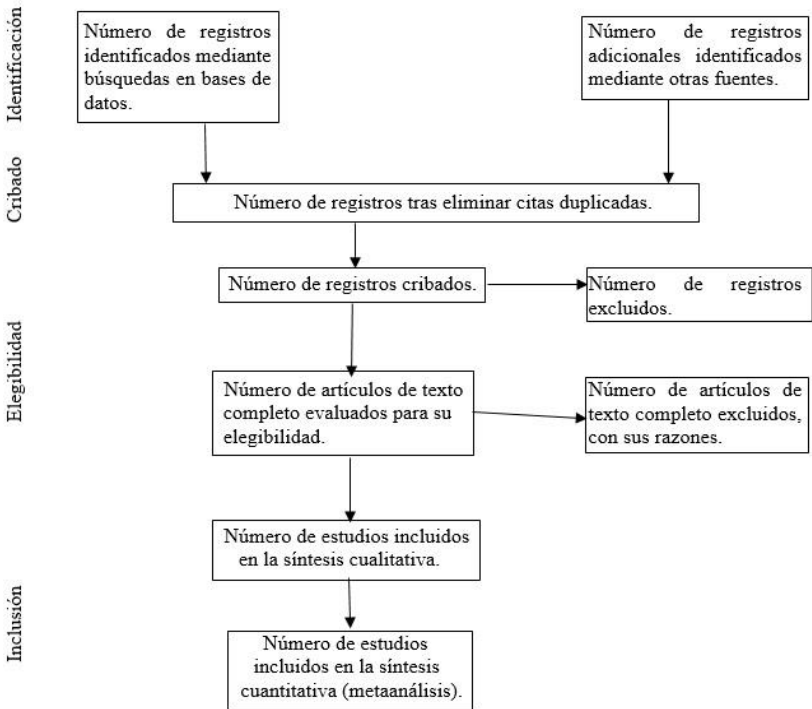 Identificación
Número de registros
identificados mediante
búsquedas en bases de
datos.
Número de registros
adicionales identificados
mediante otras fuentes.
Cribado
Número de registros tras eliminar citas duplicadas.
Número de registros cribados.
Número de registros
excluidos.
Elegibilidad
Número de artículos de texto
completo evaluados para su
elegibilidad.
Número de artículos de
texto completo excluidos,
con sus razones.
Número de estudios incluidos
en la síntesis cualitativa.
Inclusión
Número de estudios
incluidos en la síntesis
cuantitativa (metaanálisis).